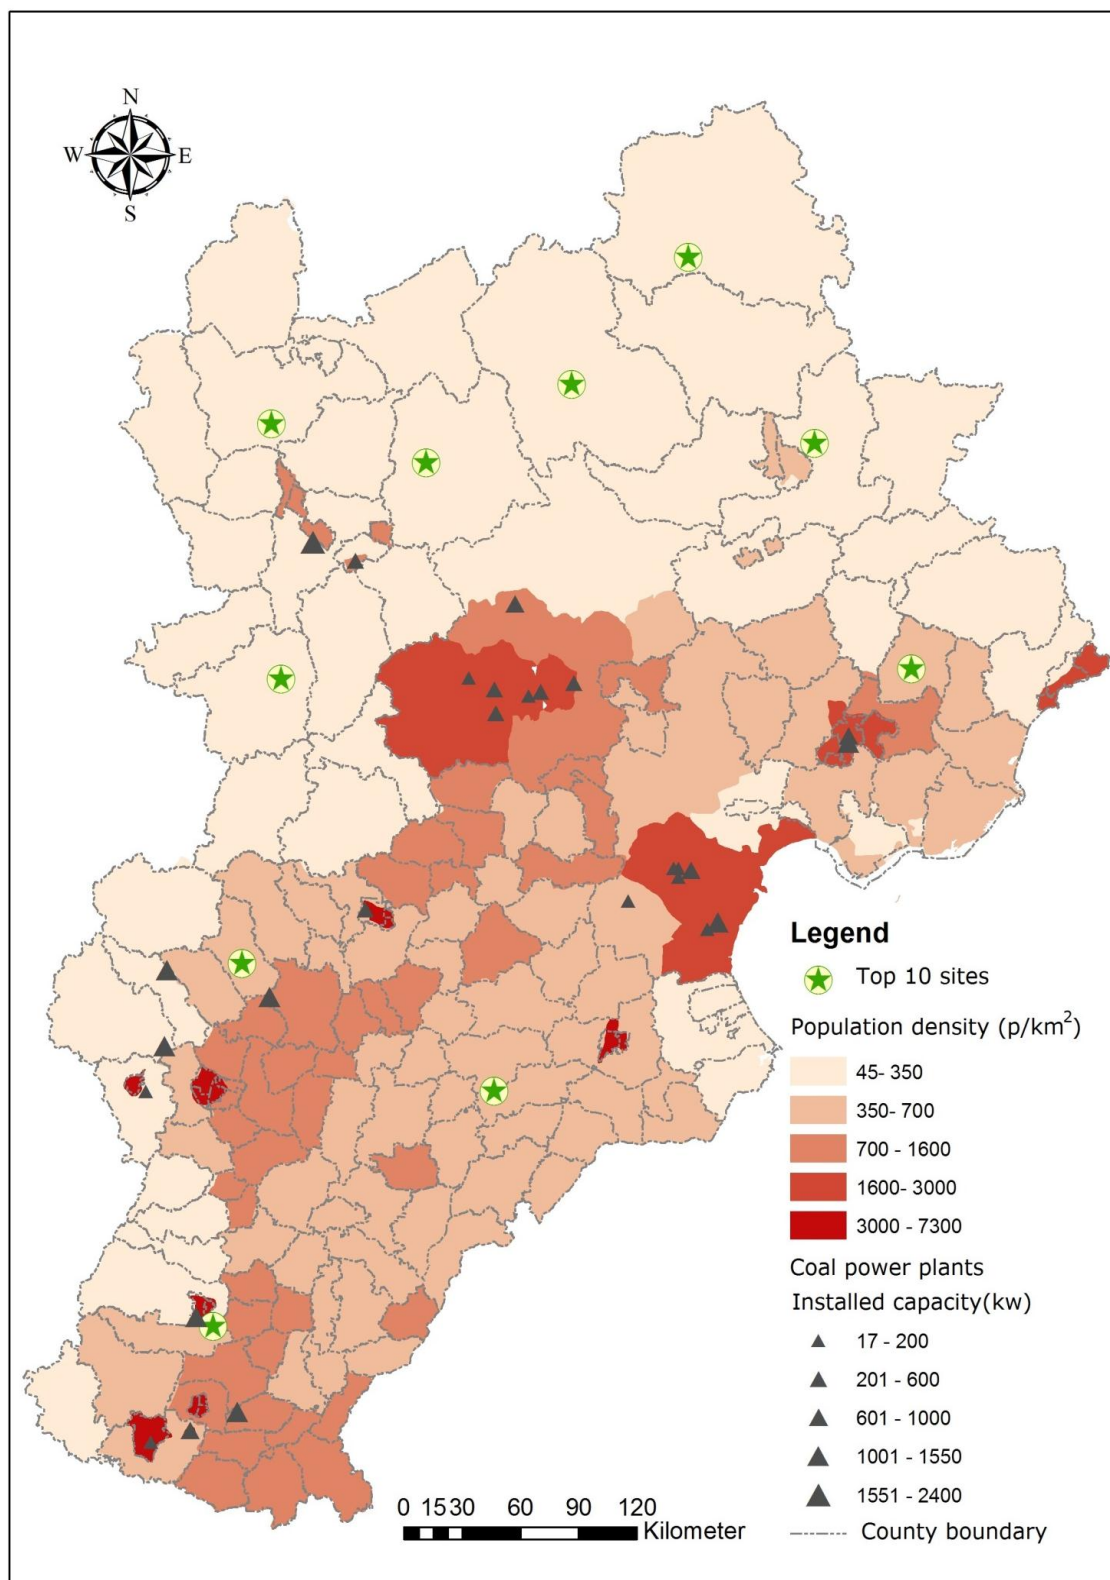 N
W E
S
Legend
Top 10 sites
Population density (p/km²)
45- 350
350- 700
700 - 1600
1600- 3000
3000 - 7300
Coal power plants
Installed capacity(kw)
17 - 200
201 - 600
601 - 1000
1001 - 1550
1551 - 2400
County boundary
0 15 30 60 90 120
Kilometer